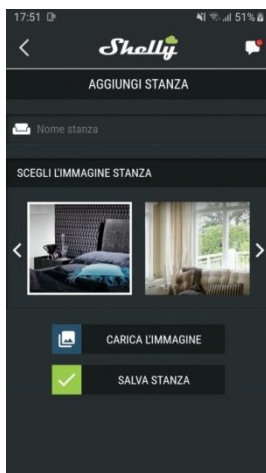 17:51 51%
Shelly
AGGIUNGI STANZA
Nome stanza
SCEGLI L'IMMAGINE STANZA
CARICA L'IMMAGINE
SALVA STANZA